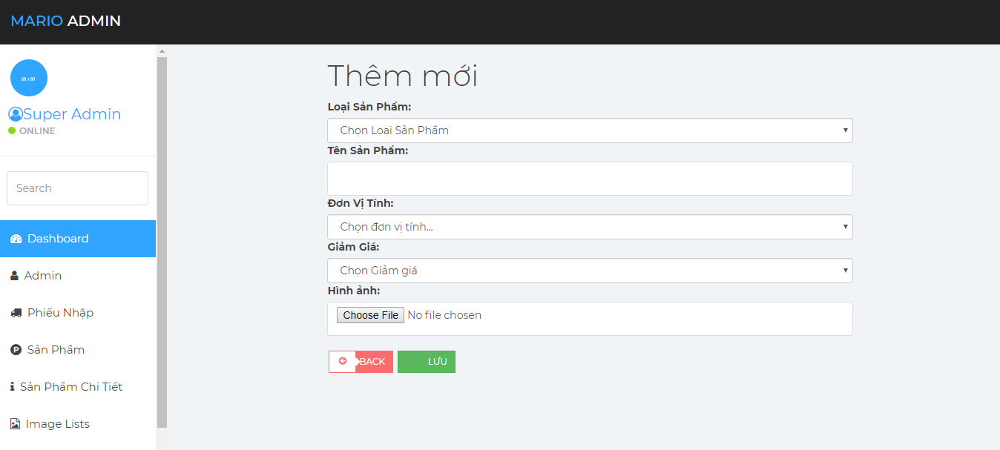 MARIO ADMIN
50 x 50
Super Admin
ONLINE
Search
Dashboard
Admin
Phiếu Nhập
Sản Phẩm
Sản Phẩm Chi Tiết
Image Lists
Thêm mới
Loại Sản Phẩm:
Chọn Loại Sản Phẩm
Tên Sản Phẩm:
Đơn Vị Tính:
Chọn đơn vị tính...
Giảm Giá:
Chọn Giảm giá
Hình ảnh:
Choose File No file chosen
BACK LƯU